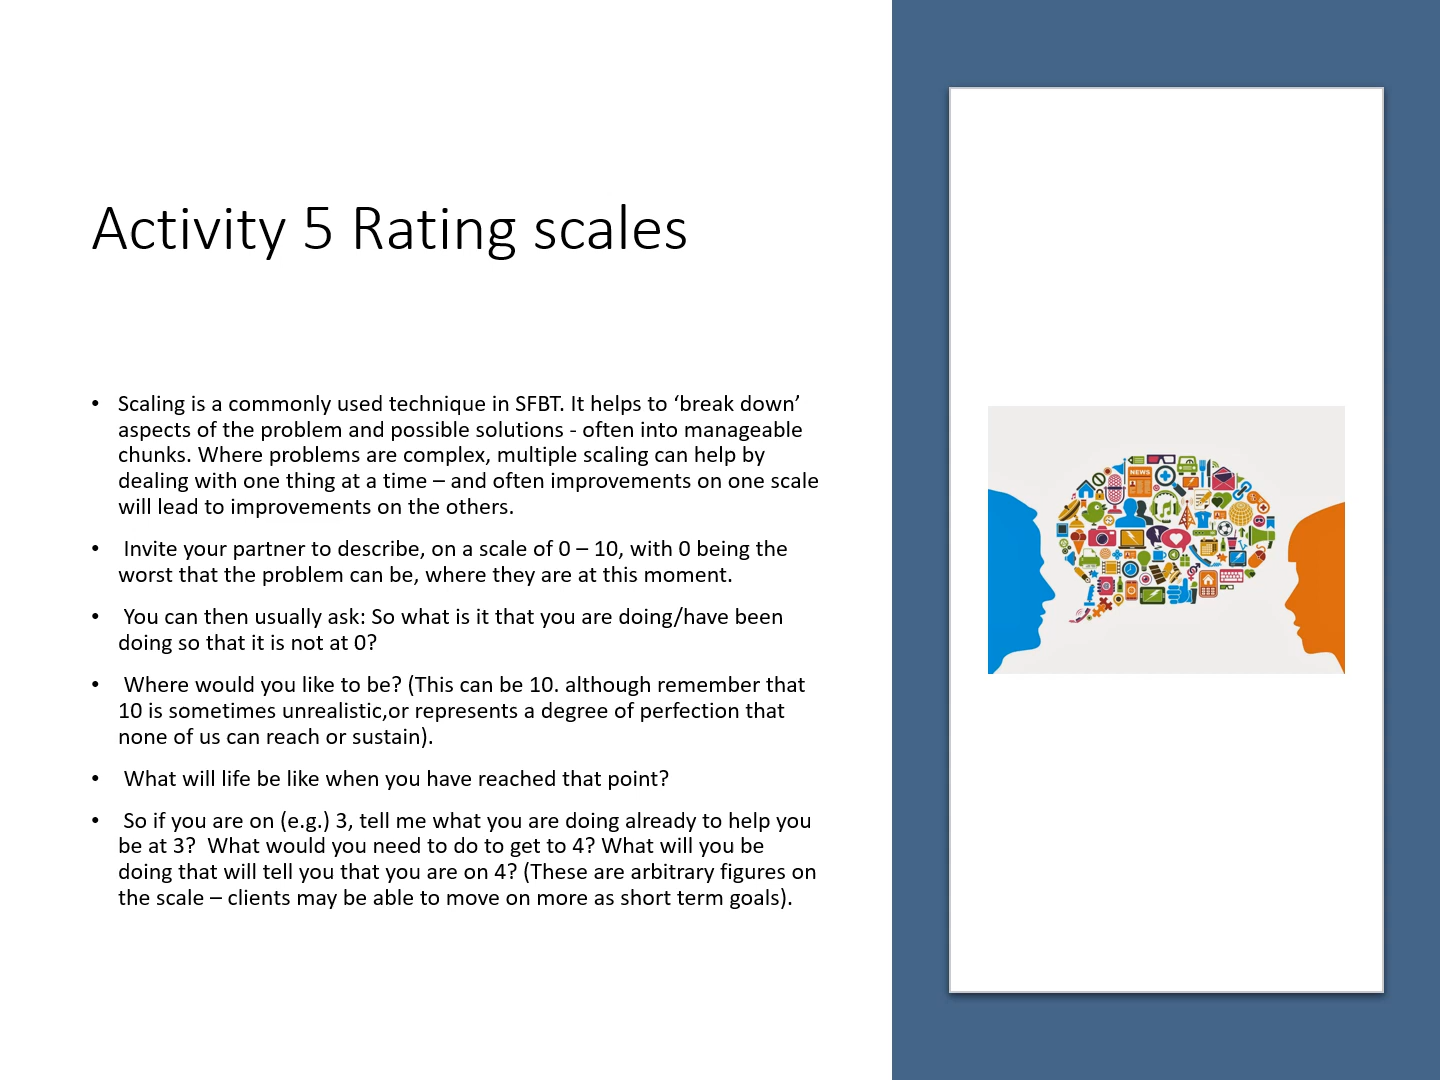 Activity 5 Rating scales
• Scaling is a commonly used technique in SFBT. It helps to ‘break down’
aspects of the problem and possible solutions - often into manageable
chunks. Where problems are complex, multiple scaling can help by
dealing with one thing at a time – and often improvements on one scale
will lead to improvements on the others.
• Invite your partner to describe, on a scale of 0 – 10, with 0 being the
worst that the problem can be, where they are at this moment.
• You can then usually ask: So what is it that you are doing/have been
doing so that it is not at 0?
• Where would you like to be? (This can be 10. although remember that
10 is sometimes unrealistic,or represents a degree of perfection that
none of us can reach or sustain).
• What will life be like when you have reached that point?
• So if you are on (e.g.) 3, tell me what you are doing already to help you
be at 3?  What would you need to do to get to 4? What will you be
doing that will tell you that you are on 4? (These are arbitrary figures on
the scale – clients may be able to move on more as short term goals).
NEWS